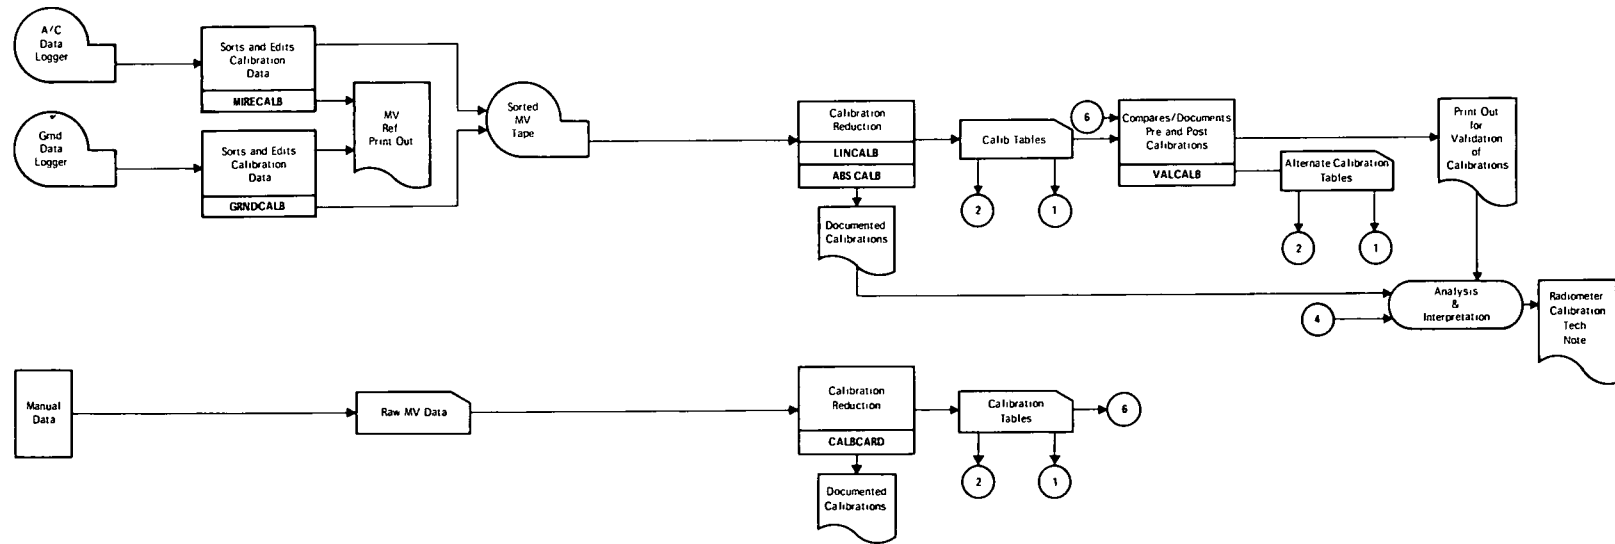 A/C
Data
Logger
Sorts and Edits
Calibration
Data
MIRECALB
Grnd
Data
Logger
Sorts and Edits
Calibration
Data
GRNDCALB
MV
Ref
Print Out
Sorted
MV
Tape
Calibration
Reduction
LINCALB
ABS CALB
Documented
Calibrations
Calib Tables
2
1
6
Compares/Documents
Pre and Post
Calibrations
VALCALB
Alternate Calibration
Tables
2
1
Print Out
for
Validation
of
Calibrations
4
Analysis
&
Interpretation
Radiometer
Calibration
Tech
Note
Manual
Data
Raw MV Data
Calibration
Reduction
CALBCARD
Documented
Calibrations
Calibration
Tables
6
2
1